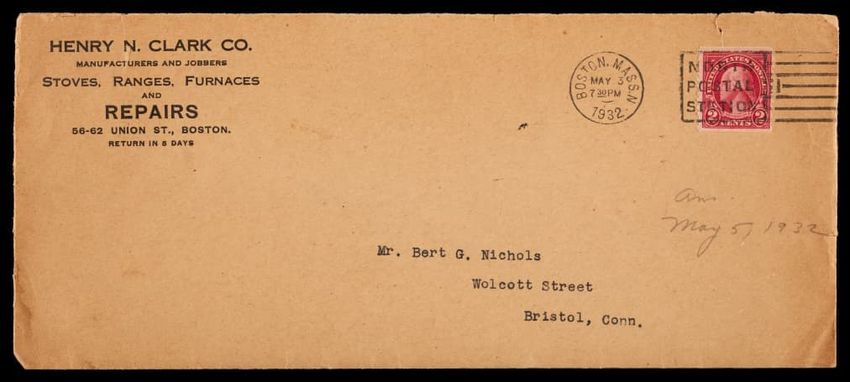 HENRY N. CLARK CO.
MANUFACTURERS AND JOBBERS
STOVES, RANGES, FURNACES
AND
REPAIRS
56-62 UNION ST., BOSTON.
RETURN IN 5 DAYS
BOSTON, MASS. N
MAY 3
7 30 PM
1932
POSTAL
STATION
UNITED STATES POSTAGE
2 CENTS 2
Ans.
May 5, 1932
Mr. Bert G. Nichols
Wolcott Street
Bristol, Conn.